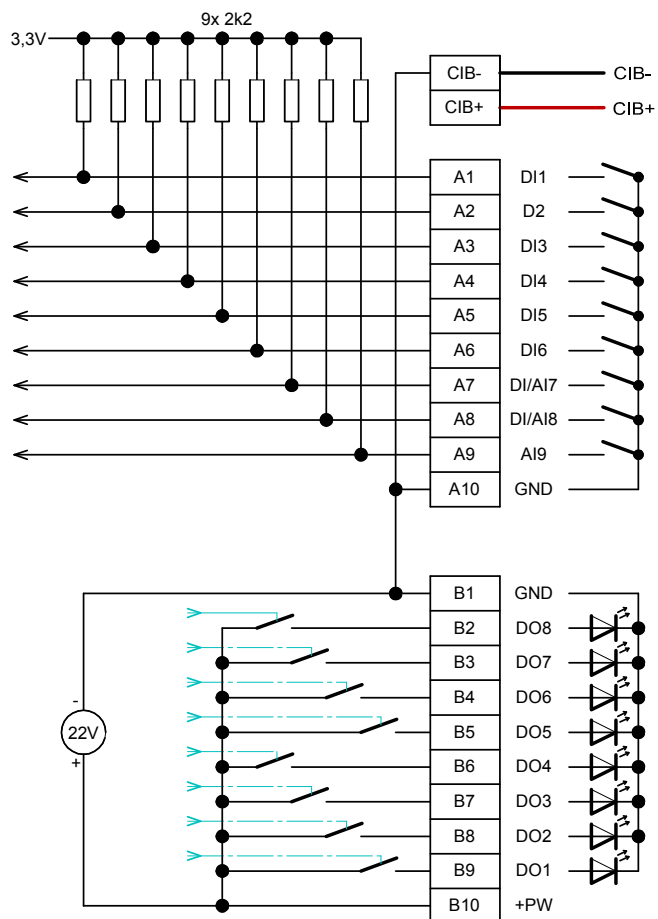 9x 2k2
3,3V
CIB- CIB-
CIB+ CIB+
A1 DI1
A2 D2
A3 DI3
A4 DI4
A5 DI5
A6 DI6
A7 DI/AI7
A8 DI/AI8
A9 AI9
A10 GND
B1 GND
B2 DO8
B3 DO7
B4 DO6
-
22V
+
B5 DO5
B6 DO4
B7 DO3
B8 DO2
B9 DO1
B10 +PW